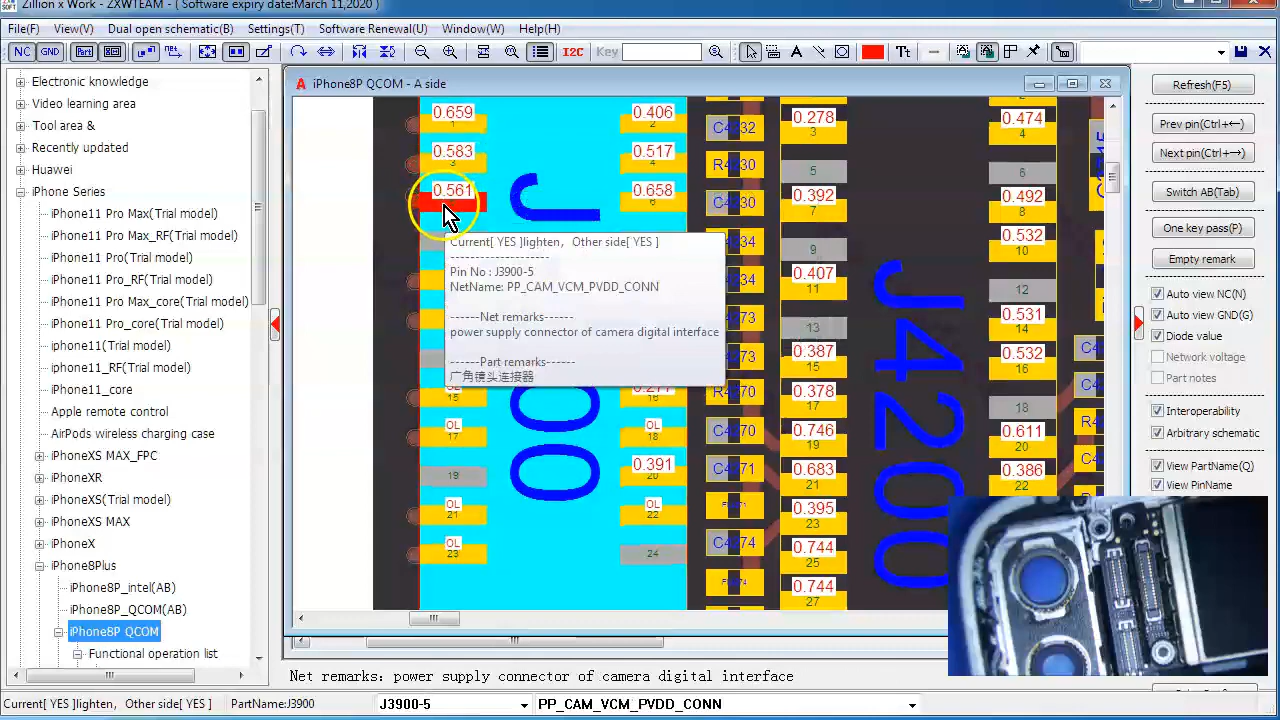 Zillion x Work - ZXWTEAM - ( Software expiry date:March 11,2020 )
File(F) View(V) Dual open schematic(B) Settings(T) Software Renewal(U) Window(W) Help(H)
NC GND Part Net... I2C Key A Tt
Electronic knowledge
Video learning area
Tool area &
Recently updated
Huawei
iPhone Series
iPhone11 Pro Max(Trial model)
iPhone11 Pro Max_RF(Trial model)
iPhone11 Pro(Trial model)
iPhone11 Pro_RF(Trial model)
iPhone11 Pro Max_core(Trial model)
iPhone11 Pro_core(Trial model)
iPhone11(Trial model)
iPhone11_RF(Trial model)
iPhone11_core
Apple remote control
AirPods wireless charging case
iPhoneXS MAX_FPC
iPhoneXR
iPhoneXS(Trial model)
iPhoneXS MAX
iPhoneX
iPhone8Plus
iPhone8P_intel(AB)
iPhone8P_QCOM(AB)
iPhone8P QCOM
Functional operation list
A iPhone8P QCOM - A side
0.659
1
0.583
3
0.561
OL
15
OL
17
19
OL
21
OL
23
0.406
2
0.517
4
0.658
6
16
OL
18
0.391
20
OL
22
24
J
00
Current[ YES ]lighten，Other side[ YES ]
--------------------
Pin No : J3900-5
NetName: PP_CAM_VCM_PVDD_CONN
------Net remarks------
power supply connector of camera digital interface
------Part remarks------
广角镜头连接器
R4270
C4270
C4271
C4274
0.278
3
5
0.392
7
9
0.407
11
13
0.387
15
0.378
17
0.746
19
0.683
21
0.395
23
0.744
25
0.744
27
J4200
0.474
4
6
0.492
8
0.532
10
12
0.531
14
0.532
16
18
0.611
20
0.386
22
Refresh(F5)
Prev pin(Ctrl+←)
Next pin(Ctrl+→)
Switch AB(Tab)
One key pass(P)
Empty remark
Auto view NC(N)
Auto view GND(G)
Diode value
Network voltage
Part notes
Interoperability
Arbitrary schematic
View PartName(Q)
View PinName
Net remarks: power supply connector of camera digital interface
Current[ YES ]lighten，Other side[ YES ] PartName:J3900 J3900-5 PP_CAM_VCM_PVDD_CONN